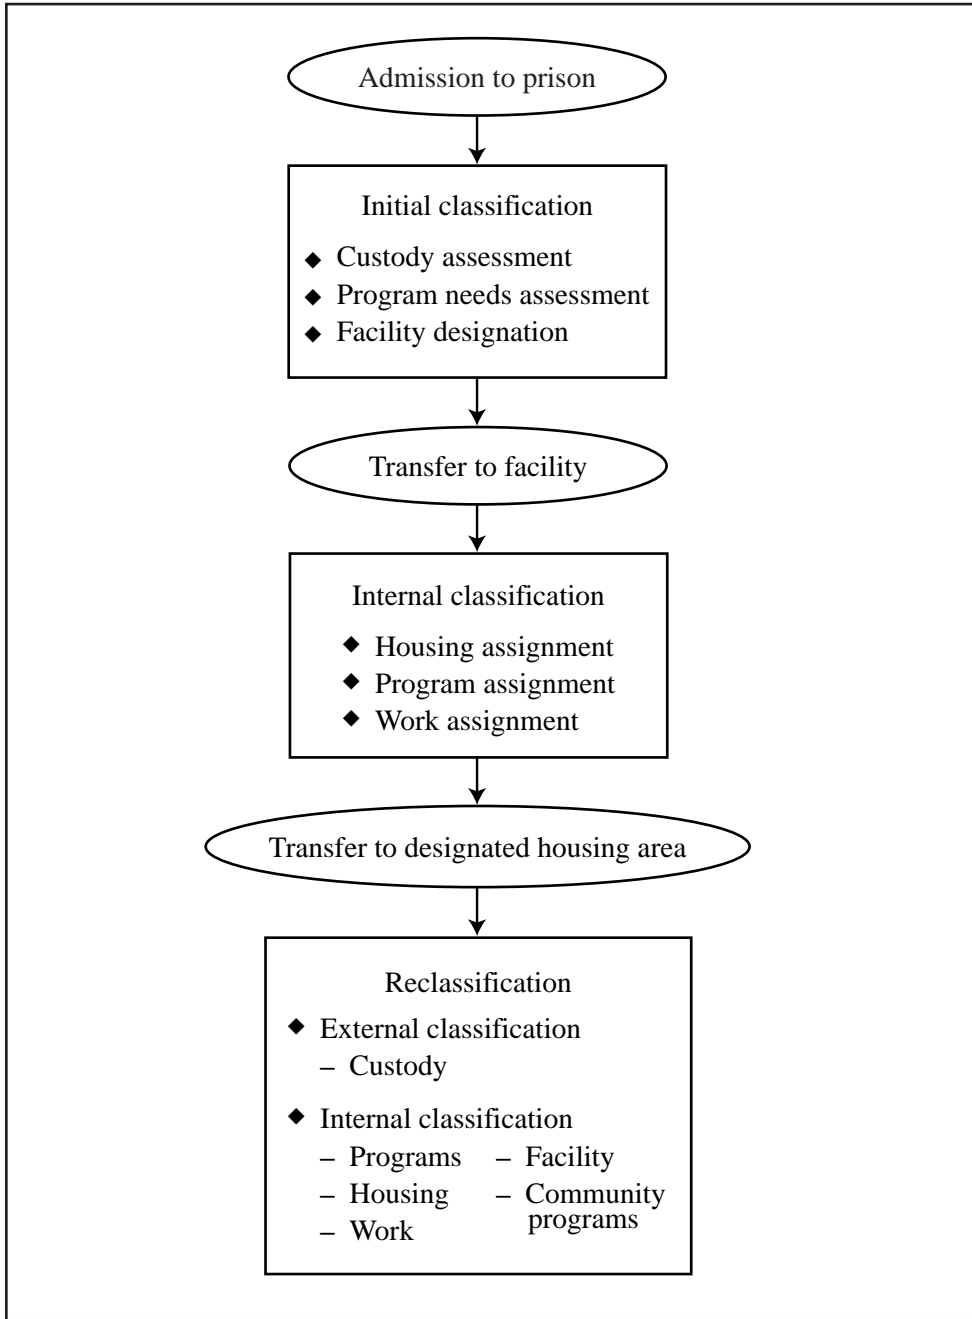 Admission to prison
Initial classification
◆ Custody assessment
◆ Program needs assessment
◆ Facility designation
Transfer to facility
Internal classification
◆ Housing assignment
◆ Program assignment
◆ Work assignment
Transfer to designated housing area
Reclassification
◆ External classification
– Custody
◆ Internal classification
– Programs
– Housing
– Work
– Facility
– Community
programs